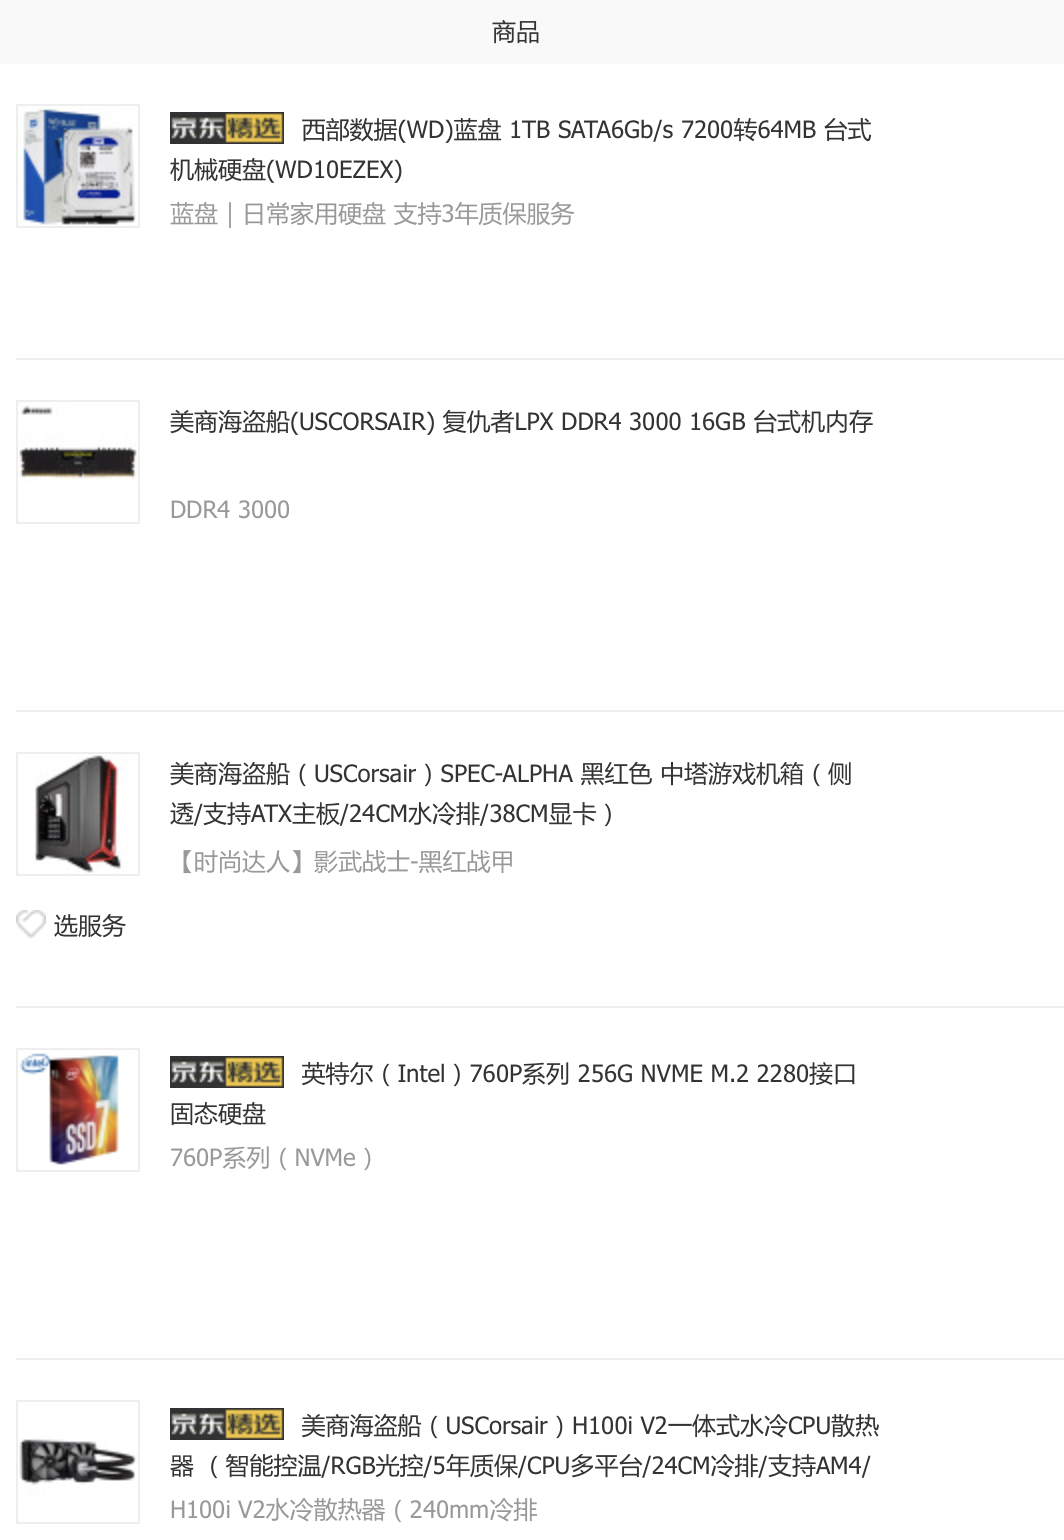 商品
京东精选 西部数据(WD)蓝盘 1TB SATA6Gb/s 7200转64MB 台式
机械硬盘(WD10EZEX)
蓝盘｜日常家用硬盘 支持3年质保服务
美商海盗船(USCORSAIR) 复仇者LPX DDR4 3000 16GB 台式机内存
DDR4 3000
美商海盗船（USCorsair）SPEC-ALPHA 黑红色 中塔游戏机箱（侧
透/支持ATX主板/24CM水冷排/38CM显卡）
【时尚达人】影武战士-黑红战甲
选服务
intel
SSD7
京东精选 英特尔（Intel）760P系列 256G NVME M.2 2280接口
固态硬盘
760P系列（NVMe）
京东精选 美商海盗船（USCorsair）H100i V2一体式水冷CPU散热
器 （智能控温/RGB光控/5年质保/CPU多平台/24CM冷排/支持AM4/
H100i V2水冷散热器（240mm冷排